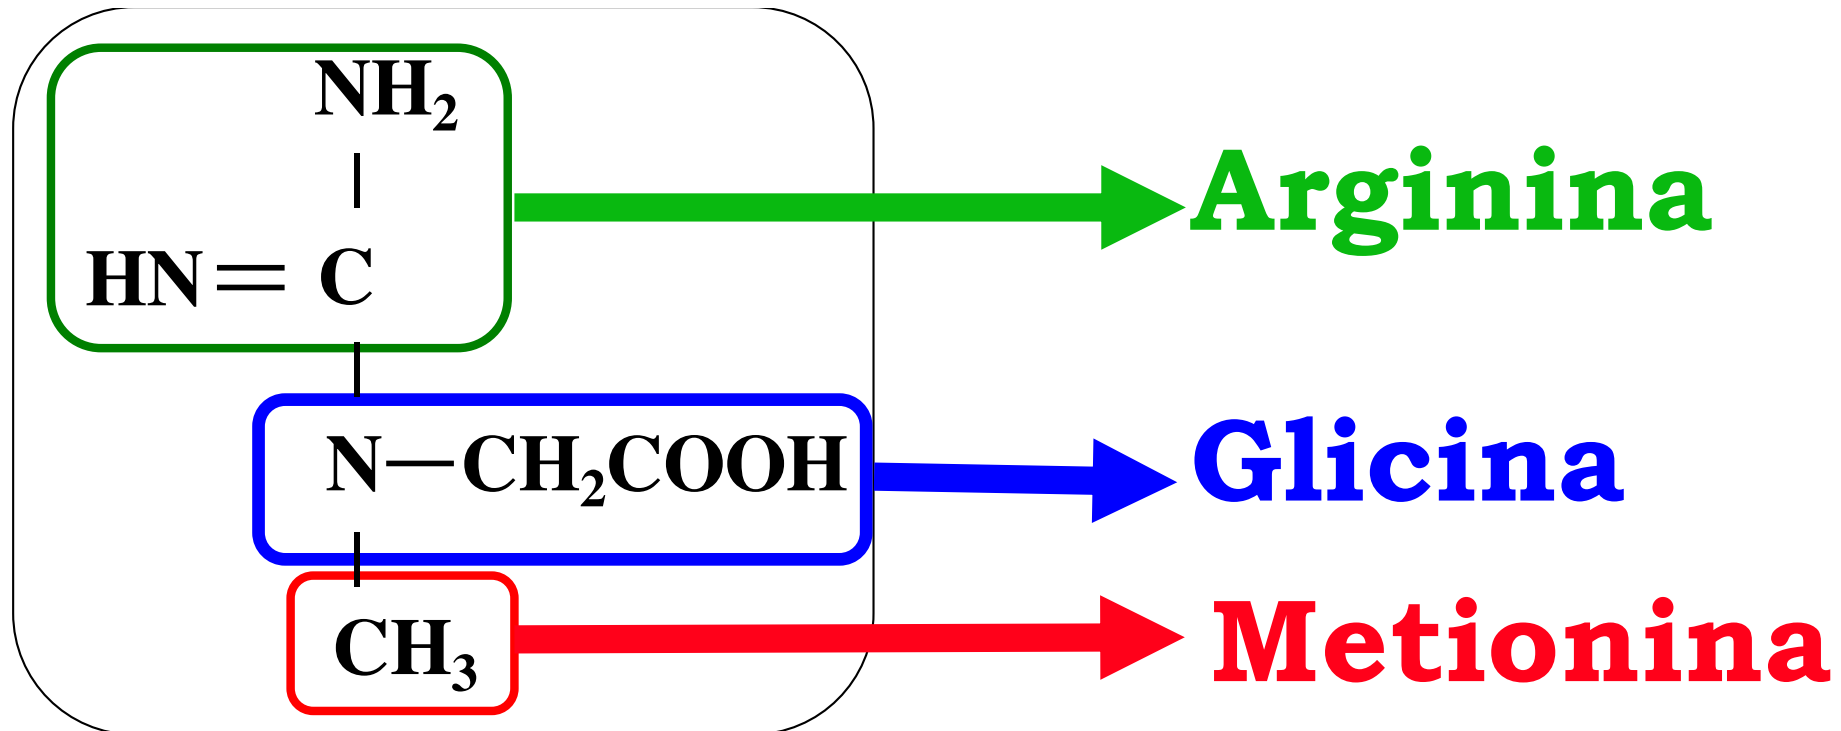 NH₂
Arginina
HN═C
N—CH₂COOH
Glicina
CH₃
Metionina